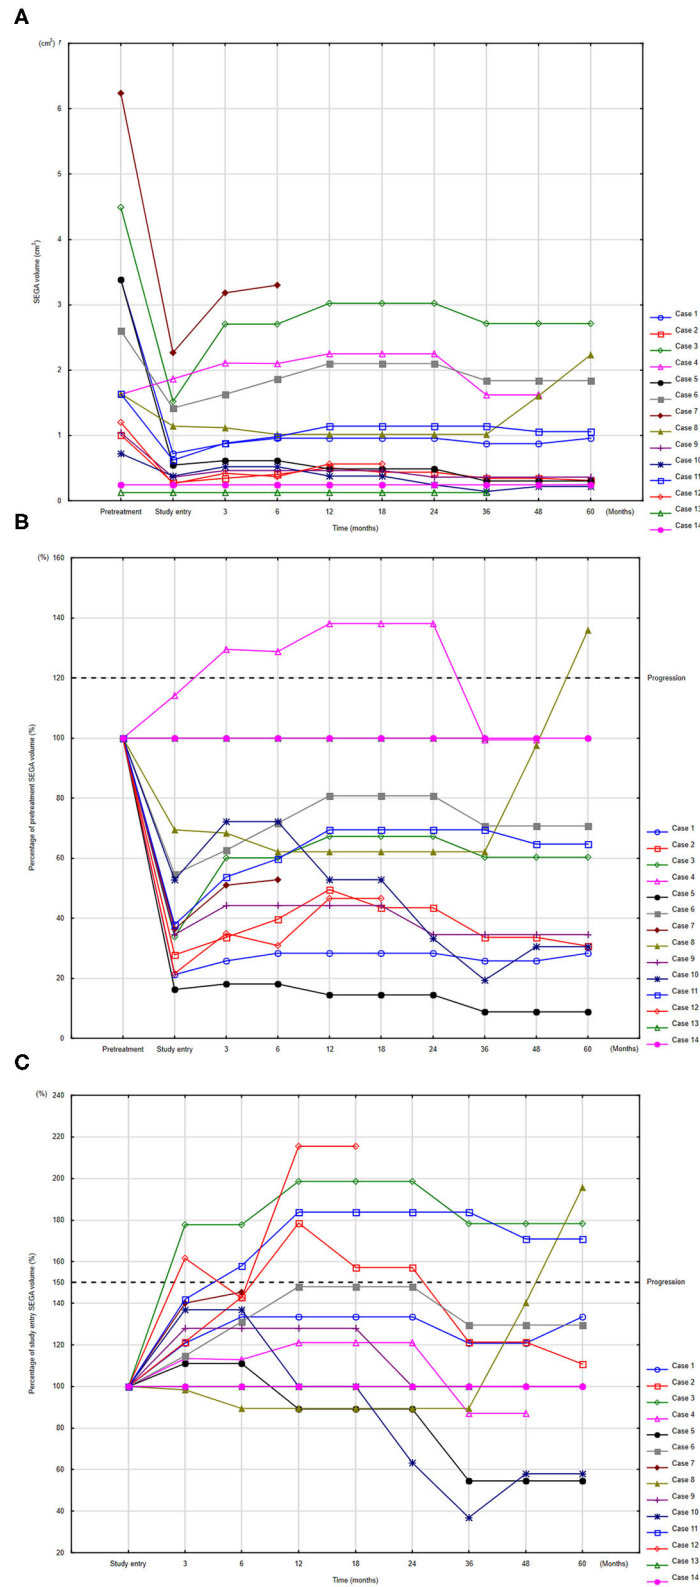 A
(cm³)
7
6
5
4
3
2
1
0
SEGA volume (cm³)
Pretreatment Study entry 3 6 12 18 24 36 48 60 (Months)
Time (months)
Case 1
Case 2
Case 3
Case 4
Case 5
Case 6
Case 7
Case 8
Case 9
Case 10
Case 11
Case 12
Case 13
Case 14
B
(%)
160
140
120
100
80
60
40
20
0
Percentage of pretreatment SEGA volume (%)
Progression
Pretreatment Study entry 3 6 12 18 24 36 48 60 (Months)
Case 1
Case 2
Case 3
Case 4
Case 5
Case 6
Case 7
Case 8
Case 9
Case 10
Case 11
Case 12
Case 13
Case 14
C
(%)
240
220
200
180
160
150
140
120
100
80
60
40
20
Percentage of study entry SEGA volume (%)
Progression
Study entry 3 6 12 18 24 36 48 60 (Months)
Time (months)
Case 1
Case 2
Case 3
Case 4
Case 5
Case 6
Case 7
Case 8
Case 9
Case 10
Case 11
Case 12
Case 13
Case 14